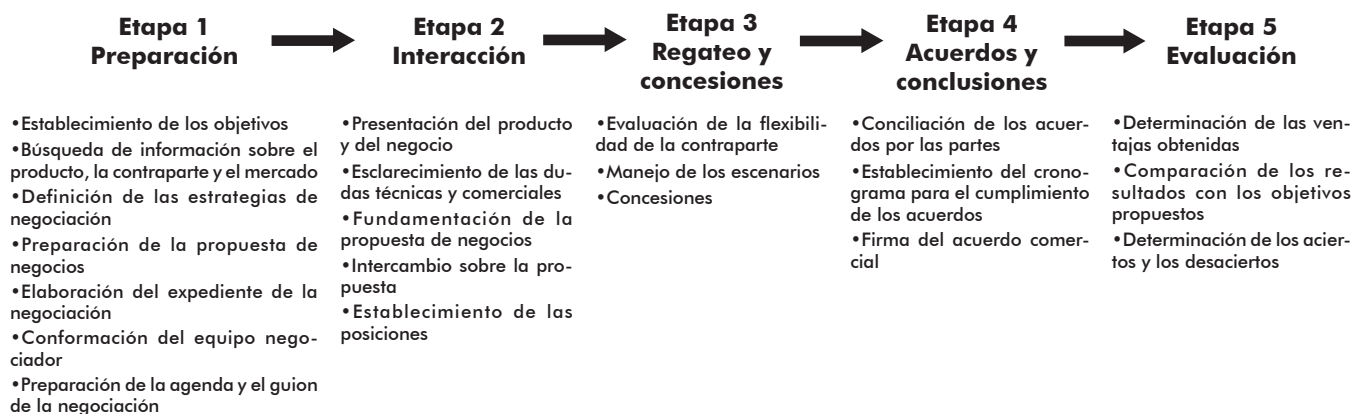 Etapa 1
Preparación
Etapa 2
Interacción
Etapa 3
Regateo y
concesiones
Etapa 4
Acuerdos y
conclusiones
Etapa 5
Evaluación
•Establecimiento de los objetivos
•Búsqueda de información sobre el
producto, la contraparte y el mercado
•Definición de las estrategias de
negociación
•Preparación de la propuesta de
negocios
•Elaboración del expediente de la
negociación
•Conformación del equipo nego-
ciador
•Preparación de la agenda y el guion
de la negociación
•Presentación del producto
y del negocio
•Esclarecimiento de las du-
das técnicas y comerciales
•Fundamentación de la
propuesta de negocios
•Intercambio sobre la pro-
puesta
•Establecimiento de las
posiciones
•Evaluación de la flexibili-
dad de la contraparte
•Manejo de los escenarios
•Concesiones
•Conciliación de los acuer-
dos por las partes
•Establecimiento del crono-
grama para el cumplimiento
de los acuerdos
•Firma del acuerdo comer-
cial
•Determinación de las ven-
tajas obtenidas
•Comparación de los re-
sultados con los objetivos
propuestos
•Determinación de los acier-
tos y los desaciertos